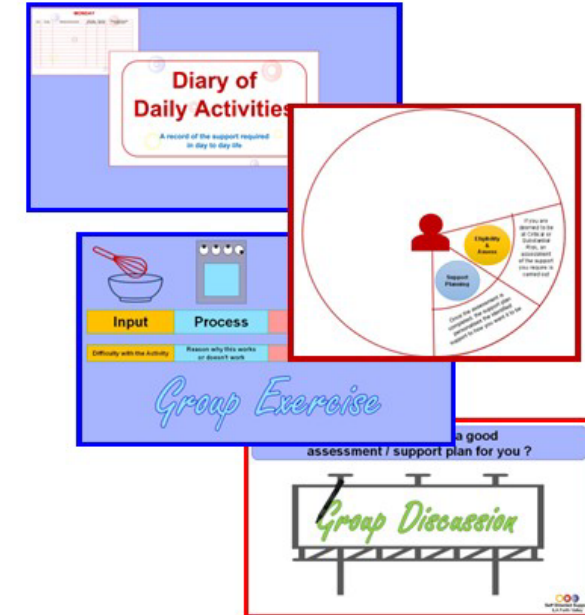 MONDAY
Diary of
Daily Activities
A record of the support required
in day to day life
Eligibility
&
Assess
Support
Planning
If you are
deemed to be
at Critical or
Substantial
Risk, an
assessment
of the support
you require is
carried out
Once the assessment is
completed, the support plan
personalises the identified
support to how you want it to be
Input
Process
Difficulty with the Activity
Reason why this works
or doesn't work
Group Exercise
a good
assessment / support plan for you ?
Group Discussion